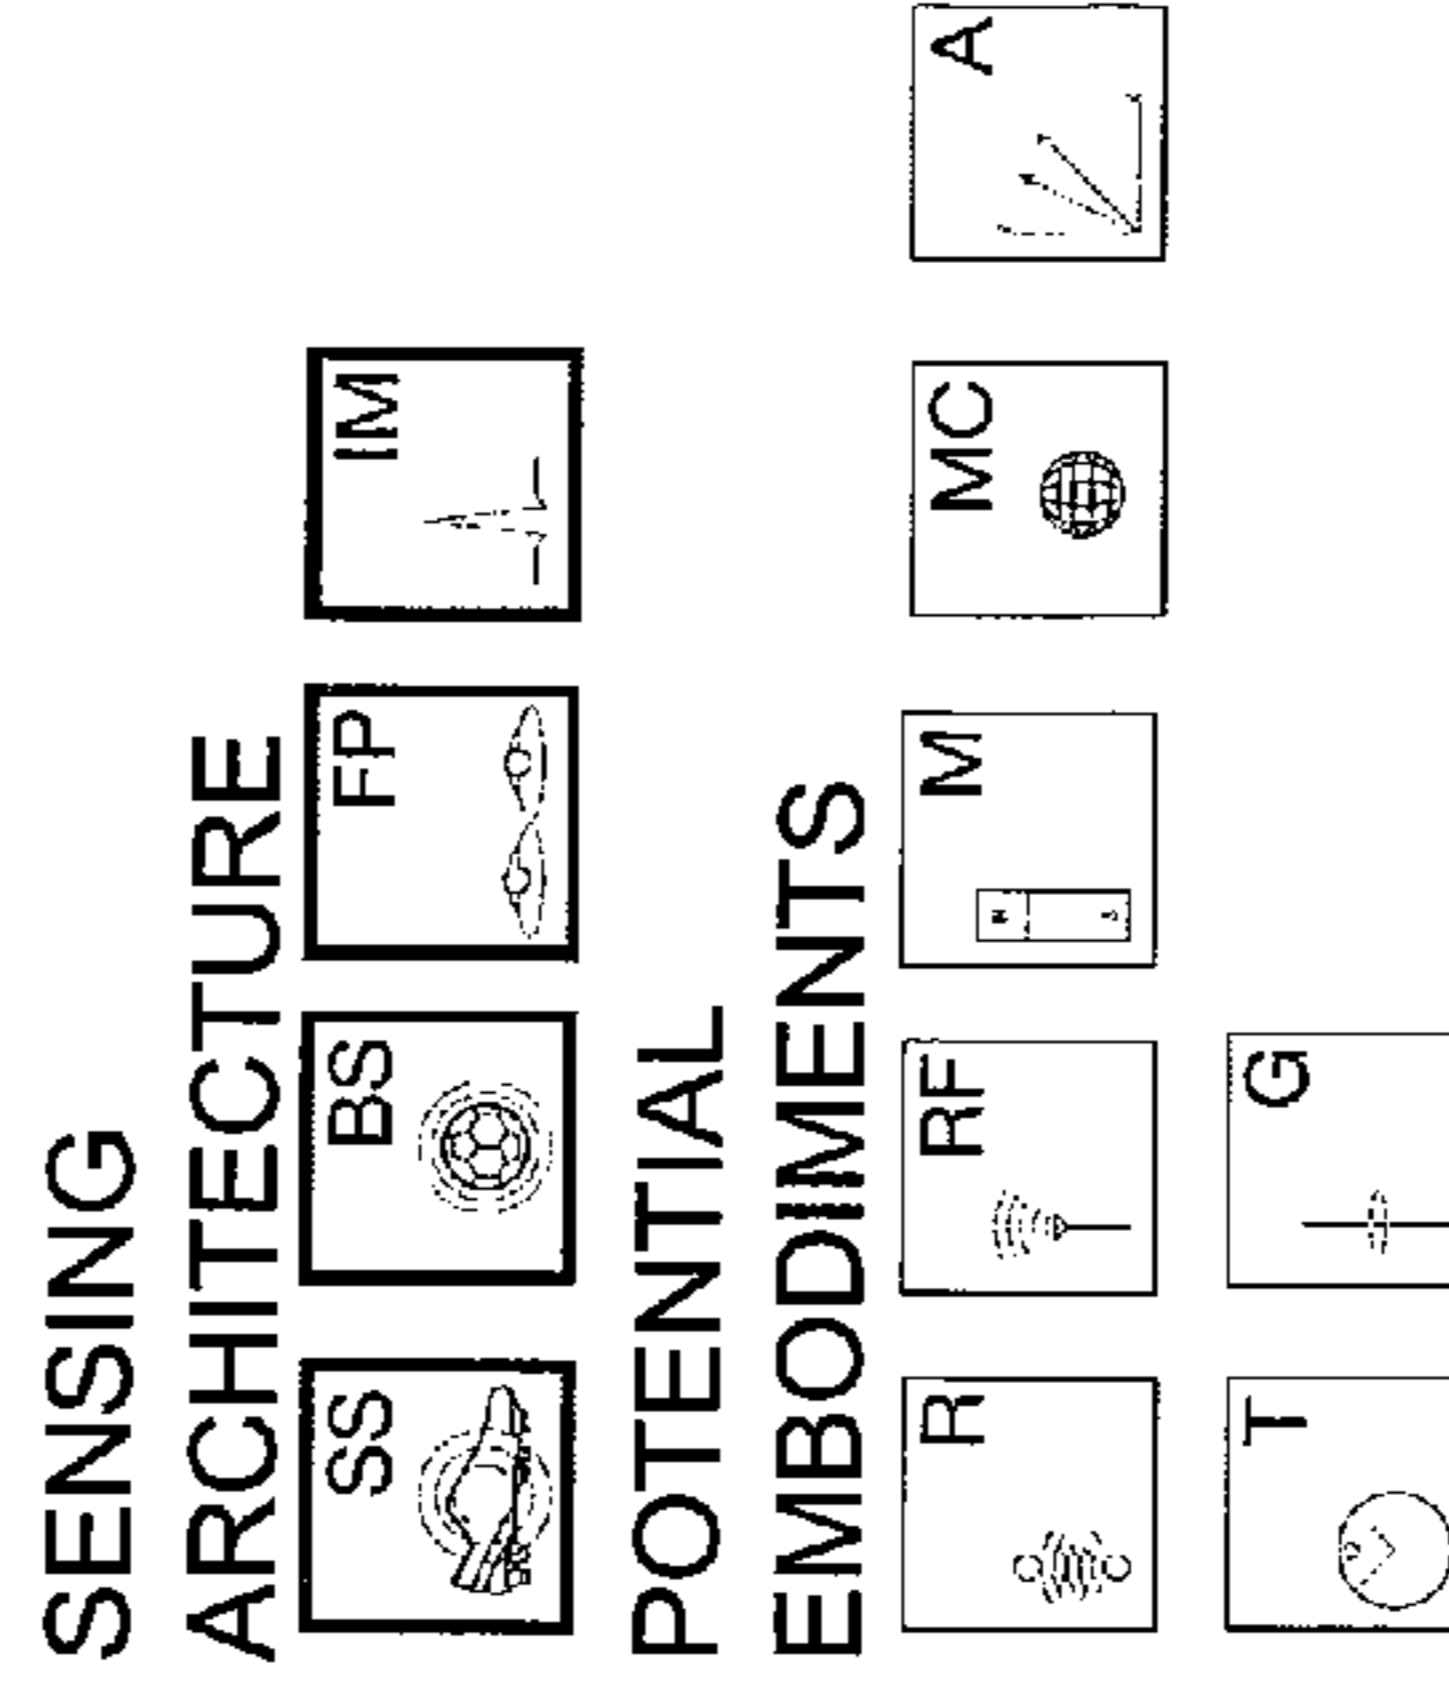 SENSING
ARCHITECTURE
SS BS FP IM
POTENTIAL
EMBODIMENTS
R RF M MC A
T G